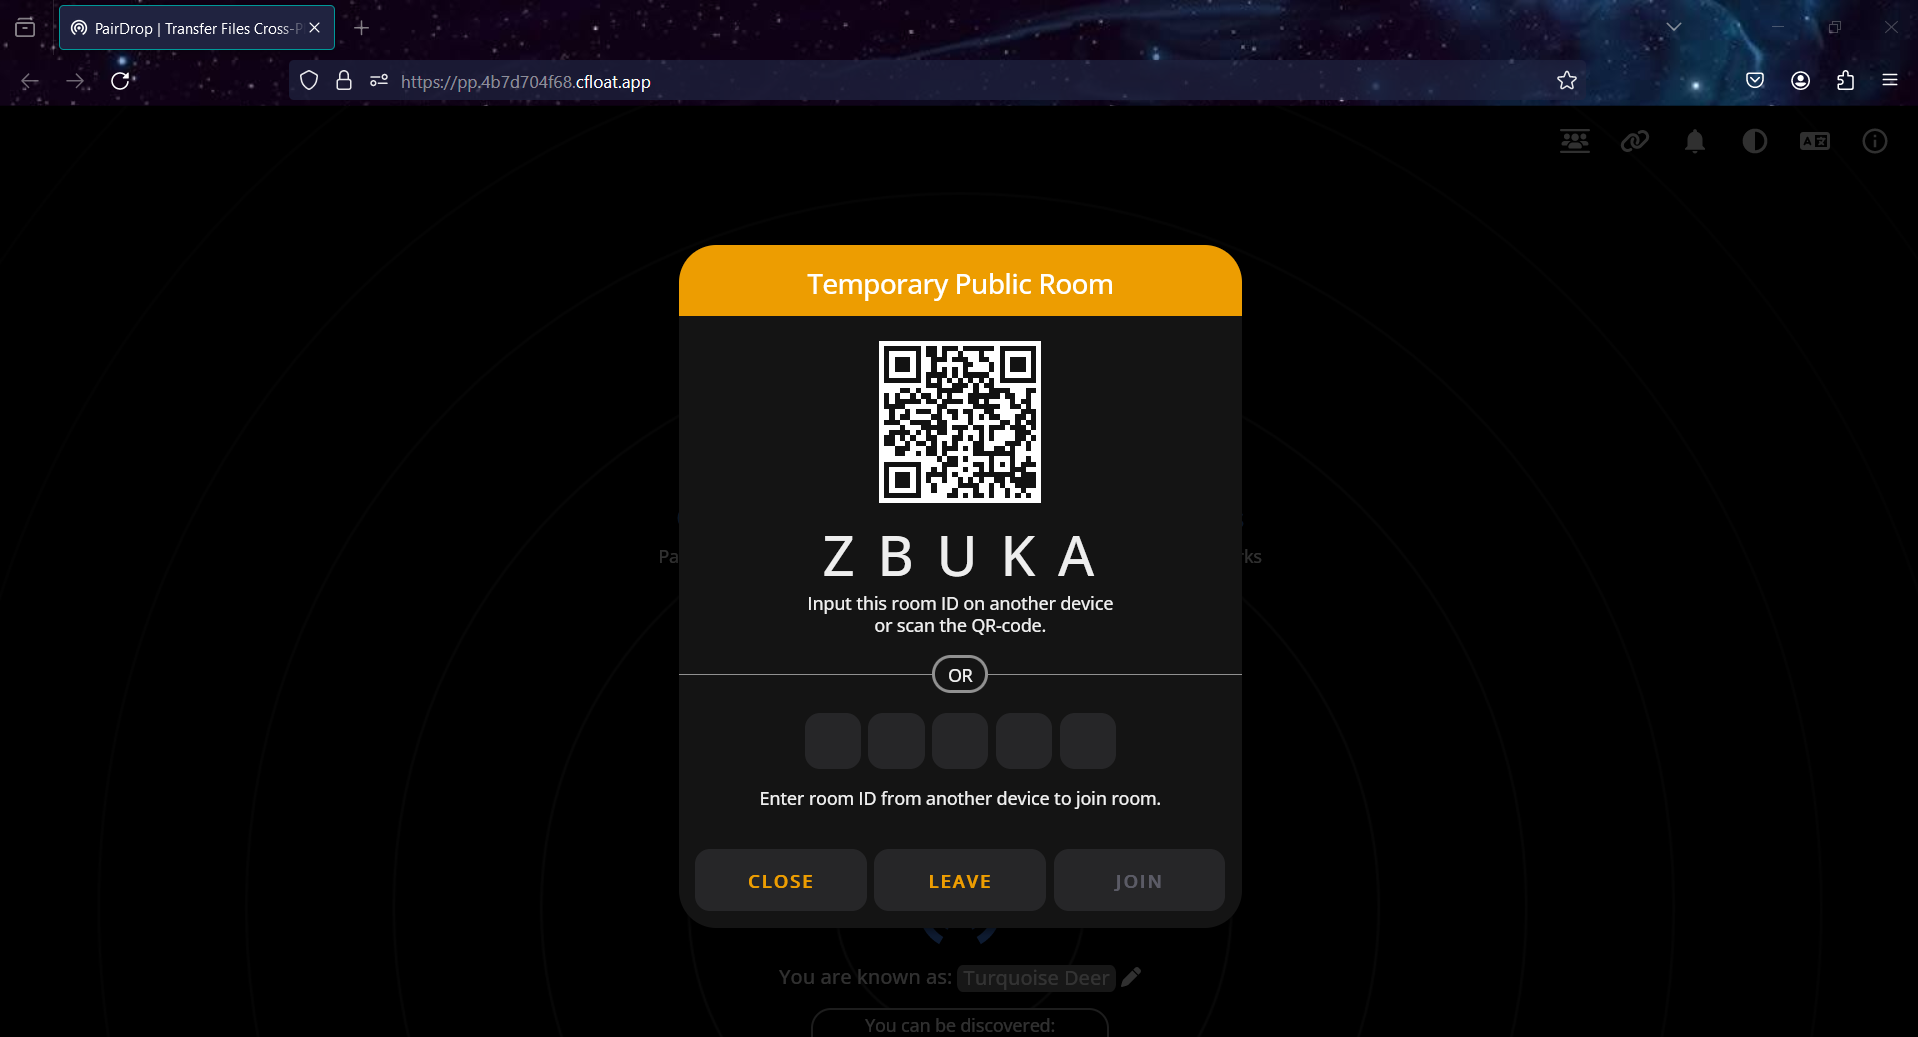 PairDrop | Transfer Files Cross-P
https://pp.4b7d704f68.cfloat.app
Temporary Public Room
Z B U K A
Pa
rks
Input this room ID on another device
or scan the QR-code.
OR
Enter room ID from another device to join room.
CLOSE
LEAVE
JOIN
You are known as: Turquoise Deer
You can be discovered: